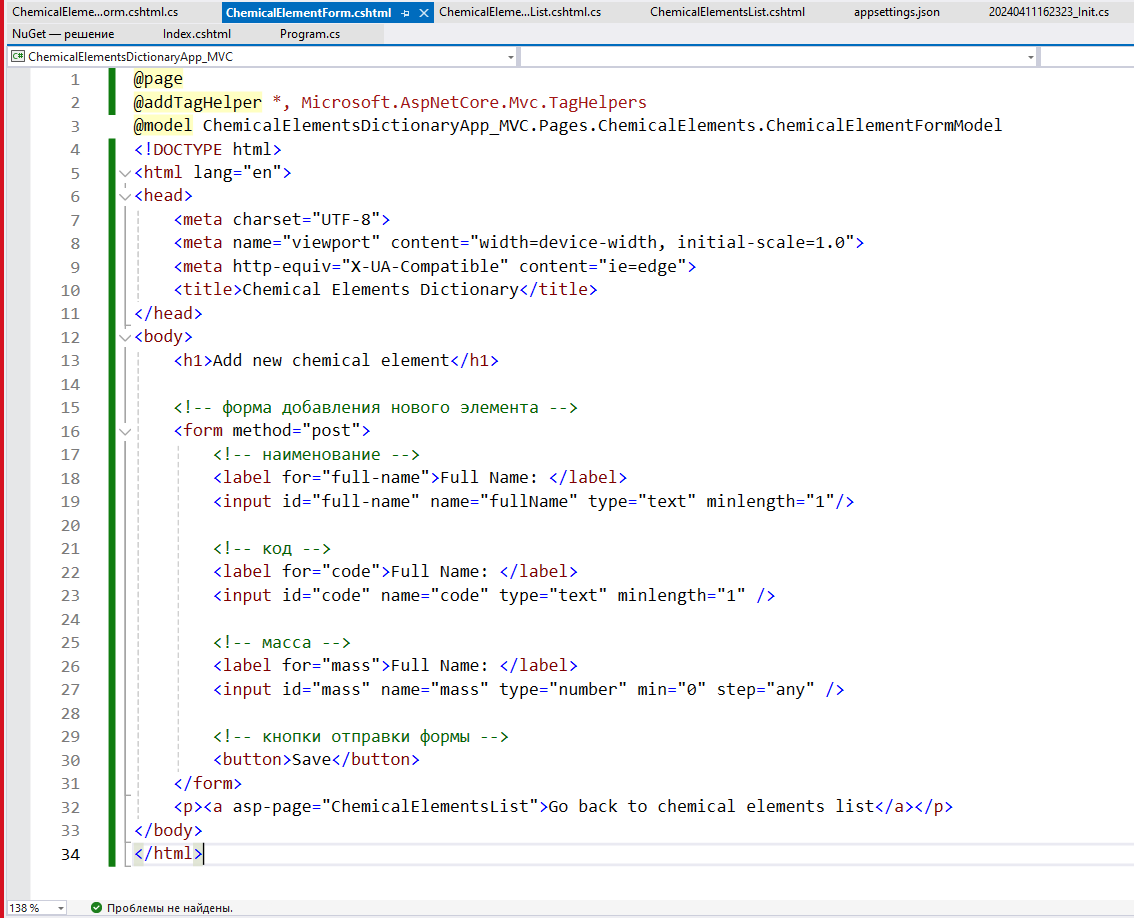 ChemicalEleme...orm.cshtml.cs ChemicalElementForm.cshtml ChemicalEleme...List.cshtml.cs ChemicalElementsList.cshtml appsettings.json 20240411162323_Init.cs
NuGet — решение Index.cshtml Program.cs
C# ChemicalElementsDictionaryApp_MVC
1 @page
2 @addTagHelper *, Microsoft.AspNetCore.Mvc.TagHelpers
3 @model ChemicalElementsDictionaryApp_MVC.Pages.ChemicalElements.ChemicalElementFormModel
4 <!DOCTYPE html>
5 <html lang="en">
6 <head>
7 <meta charset="UTF-8">
8 <meta name="viewport" content="width=device-width, initial-scale=1.0">
9 <meta http-equiv="X-UA-Compatible" content="ie=edge">
10 <title>Chemical Elements Dictionary</title>
11 </head>
12 <body>
13 <h1>Add new chemical element</h1>
14
15 <!-- форма добавления нового элемента -->
16 <form method="post">
17 <!-- наименование -->
18 <label for="full-name">Full Name: </label>
19 <input id="full-name" name="fullName" type="text" minlength="1"/>
20
21 <!-- код -->
22 <label for="code">Full Name: </label>
23 <input id="code" name="code" type="text" minlength="1" />
24
25 <!-- масса -->
26 <label for="mass">Full Name: </label>
27 <input id="mass" name="mass" type="number" min="0" step="any" />
28
29 <!-- кнопки отправки формы -->
30 <button>Save</button>
31 </form>
32 <p><a asp-page="ChemicalElementsList">Go back to chemical elements list</a></p>
33 </body>
34 </html>
138 % Проблемы не найдены.